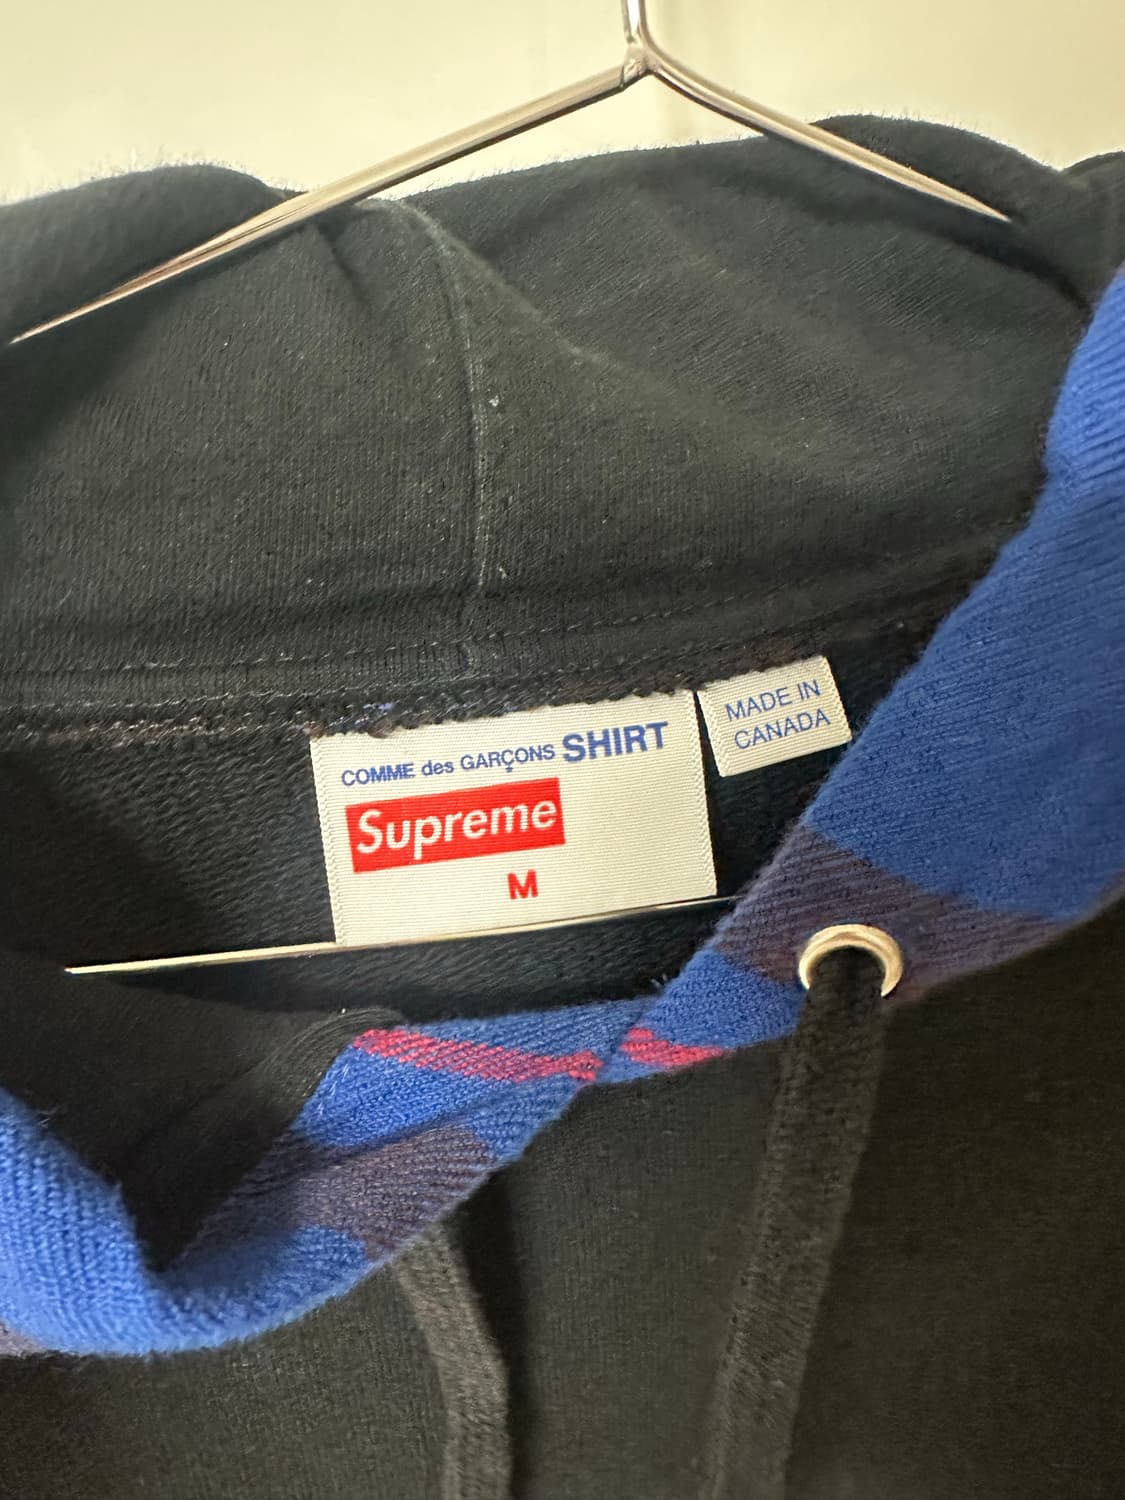 COMME des GARÇONS SHIRT
Supreme
M
MADE IN
CANADA